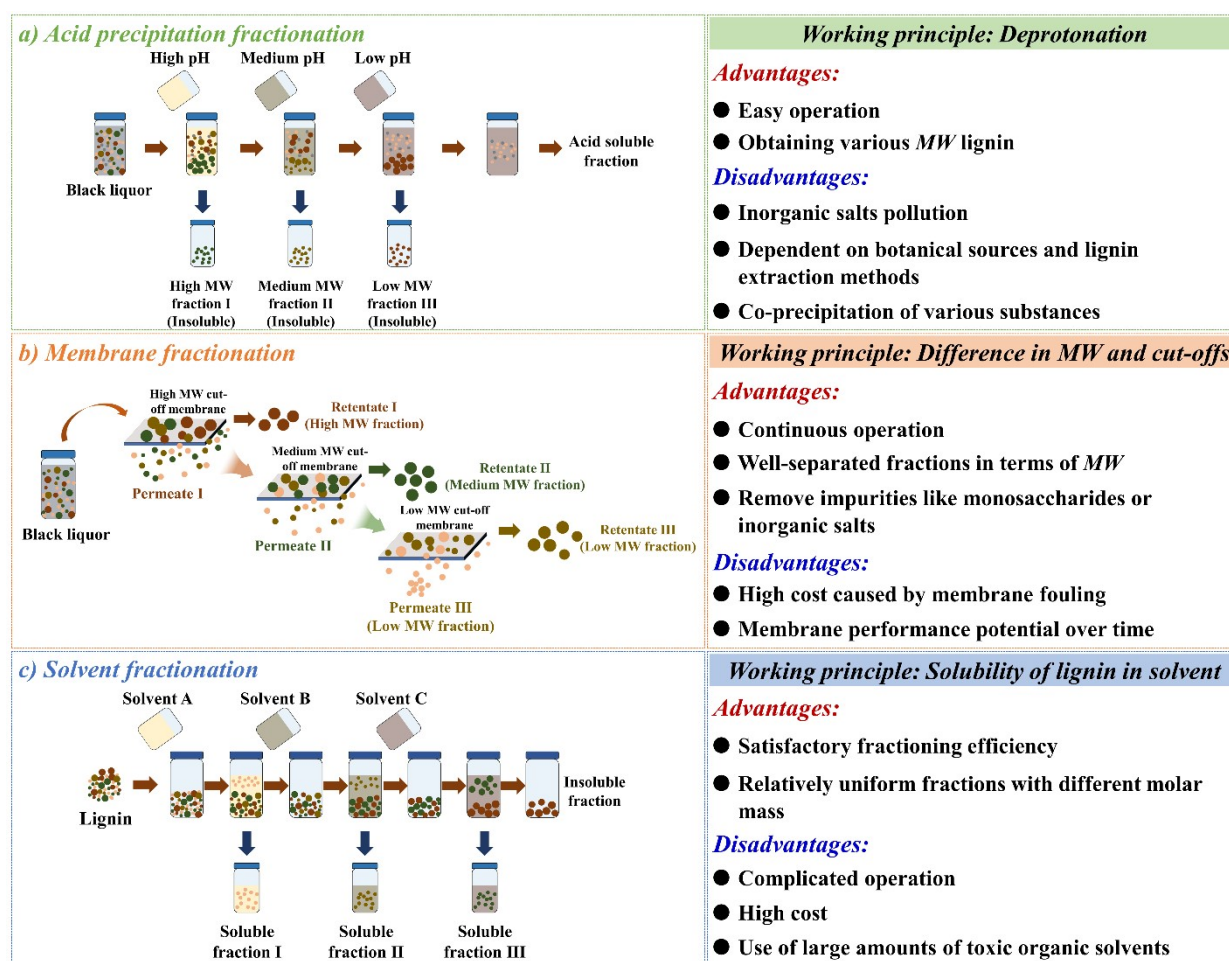 a) Acid precipitation fractionation
High pH
Medium pH
Low pH
Black liquor
Acid soluble
fraction
High MW
fraction I
(Insoluble)
Medium MW
fraction II
(Insoluble)
Low MW
fraction III
(Insoluble)
Working principle: Deprotonation
Advantages:
● Easy operation
● Obtaining various MW lignin
Disadvantages:
● Inorganic salts pollution
● Dependent on botanical sources and lignin
extraction methods
● Co-precipitation of various substances
b) Membrane fractionation
High MW cut-
off membrane
Retentate I
(High MW fraction)
Black liquor
Permeate I
Medium MW cut-
off membrane
Retentate II
(Medium MW fraction)
Permeate II
Low MW cut-off
membrane
Retentate III
(Low MW fraction)
Permeate III
(Low MW fraction)
Working principle: Difference in MW and cut-offs
Advantages:
● Continuous operation
● Well-separated fractions in terms of MW
● Remove impurities like monosaccharides or
inorganic salts
Disadvantages:
● High cost caused by membrane fouling
● Membrane performance potential over time
c) Solvent fractionation
Solvent A
Solvent B
Solvent C
Lignin
Insoluble
fraction
Soluble
fraction I
Soluble
fraction II
Soluble
fraction III
Working principle: Solubility of lignin in solvent
Advantages:
● Satisfactory fractioning efficiency
● Relatively uniform fractions with different molar
mass
Disadvantages:
● Complicated operation
● High cost
● Use of large amounts of toxic organic solvents